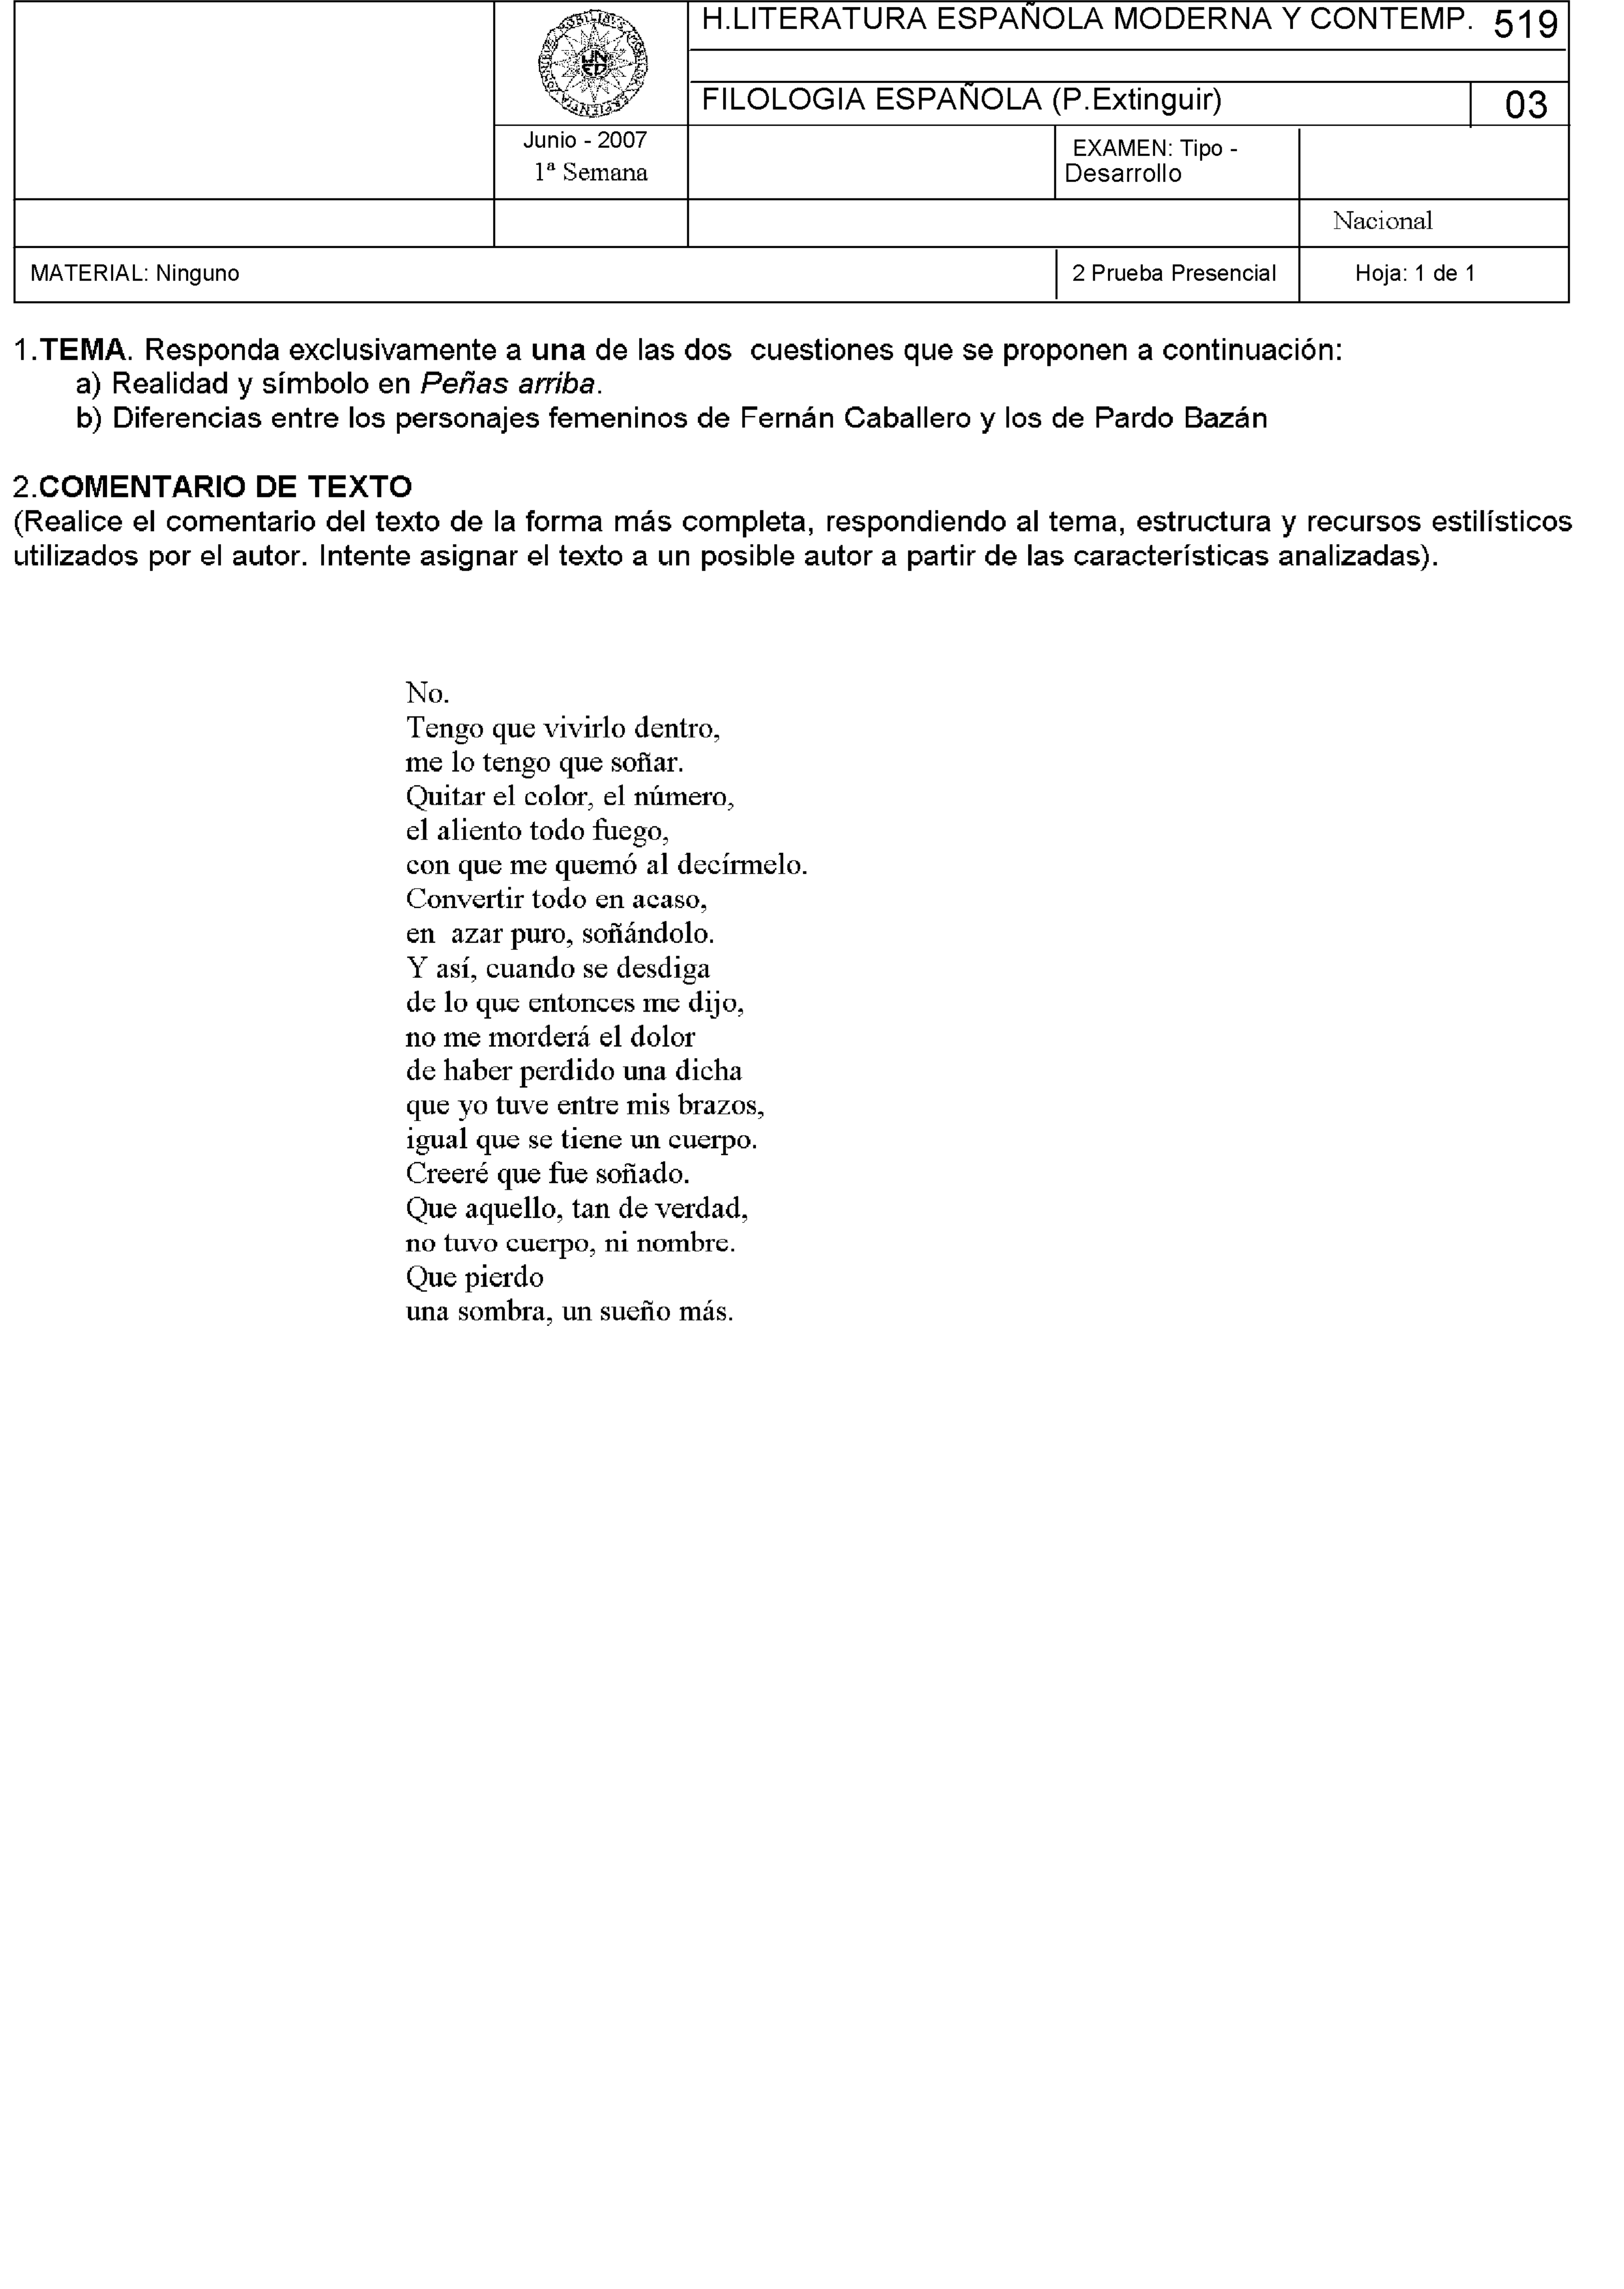 H.LITERATURA ESPAÑOLA MODERNA Y CONTEMP. 519
FILOLOGIA ESPAÑOLA (P.Extinguir) 03
Junio - 2007
1ª Semana
EXAMEN: Tipo -
Desarrollo
Nacional
MATERIAL: Ninguno
2 Prueba Presencial
Hoja: 1 de 1
1.TEMA. Responda exclusivamente a una de las dos cuestiones que se proponen a continuación:
a) Realidad y símbolo en Peñas arriba.
b) Diferencias entre los personajes femeninos de Fernán Caballero y los de Pardo Bazán
2.COMENTARIO DE TEXTO
(Realice el comentario del texto de la forma más completa, respondiendo al tema, estructura y recursos estilísticos
utilizados por el autor. Intente asignar el texto a un posible autor a partir de las características analizadas).
No.
Tengo que vivirlo dentro,
me lo tengo que soñar.
Quitar el color, el número,
el aliento todo fuego,
con que me quemó al decírmelo.
Convertir todo en acaso,
en azar puro, soñándolo.
Y así, cuando se desdiga
de lo que entonces me dijo,
no me morderá el dolor
de haber perdido una dicha
que yo tuve entre mis brazos,
igual que se tiene un cuerpo.
Creeré que fue soñado.
Que aquello, tan de verdad,
no tuvo cuerpo, ni nombre.
Que pierdo
una sombra, un sueño más.